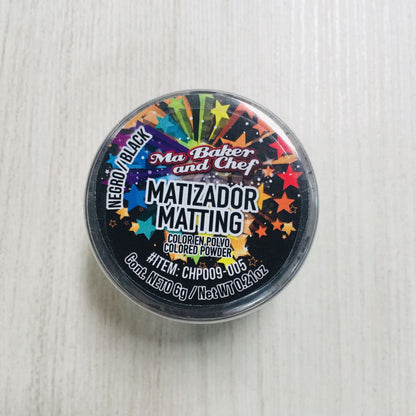 NEGRO//BLACK
Ma Baker
and Chef
MATIZADOR
MATTING
COLOR EN POLVO
COLORED POWDER
#ITEM: CHP009-005
Cont. NETO 6g / Net WT 0.21oz